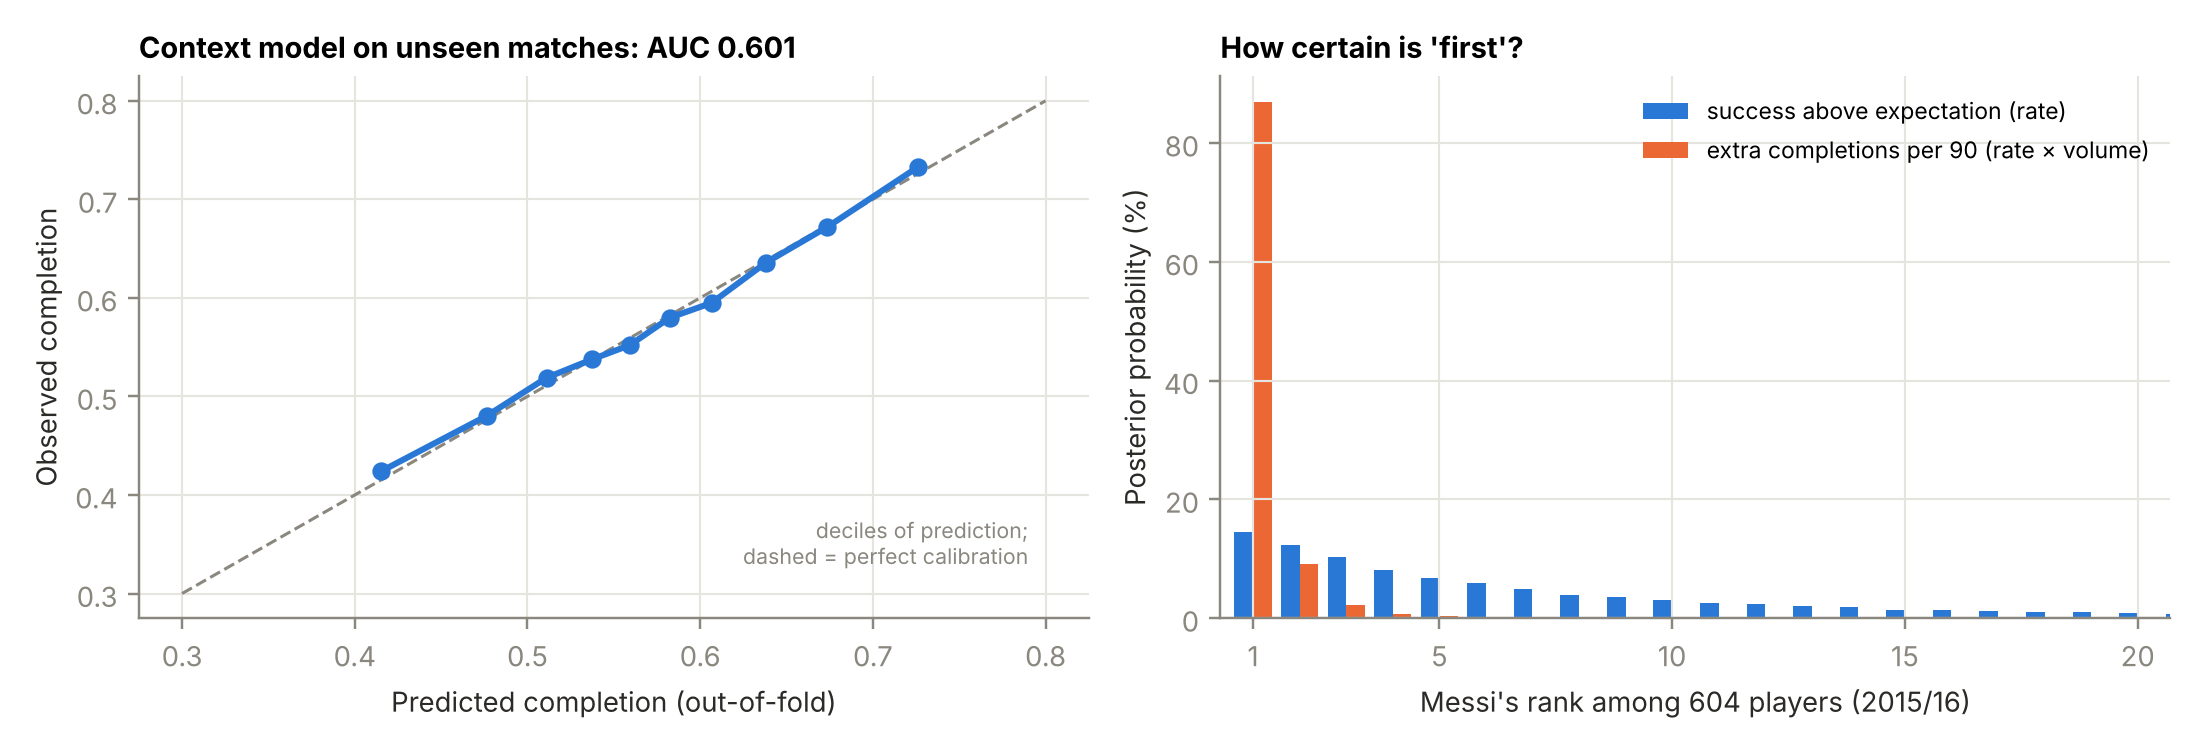 Context model on unseen matches: AUC 0.601
Observed completion
0.8
0.7
0.6
0.5
0.4
0.3
deciles of prediction;
dashed = perfect calibration
0.3 0.4 0.5 0.6 0.7 0.8
Predicted completion (out-of-fold)
How certain is 'first'?
success above expectation (rate)
extra completions per 90 (rate × volume)
Posterior probability (%)
80
60
40
20
0
1 5 10 15 20
Messi's rank among 604 players (2015/16)